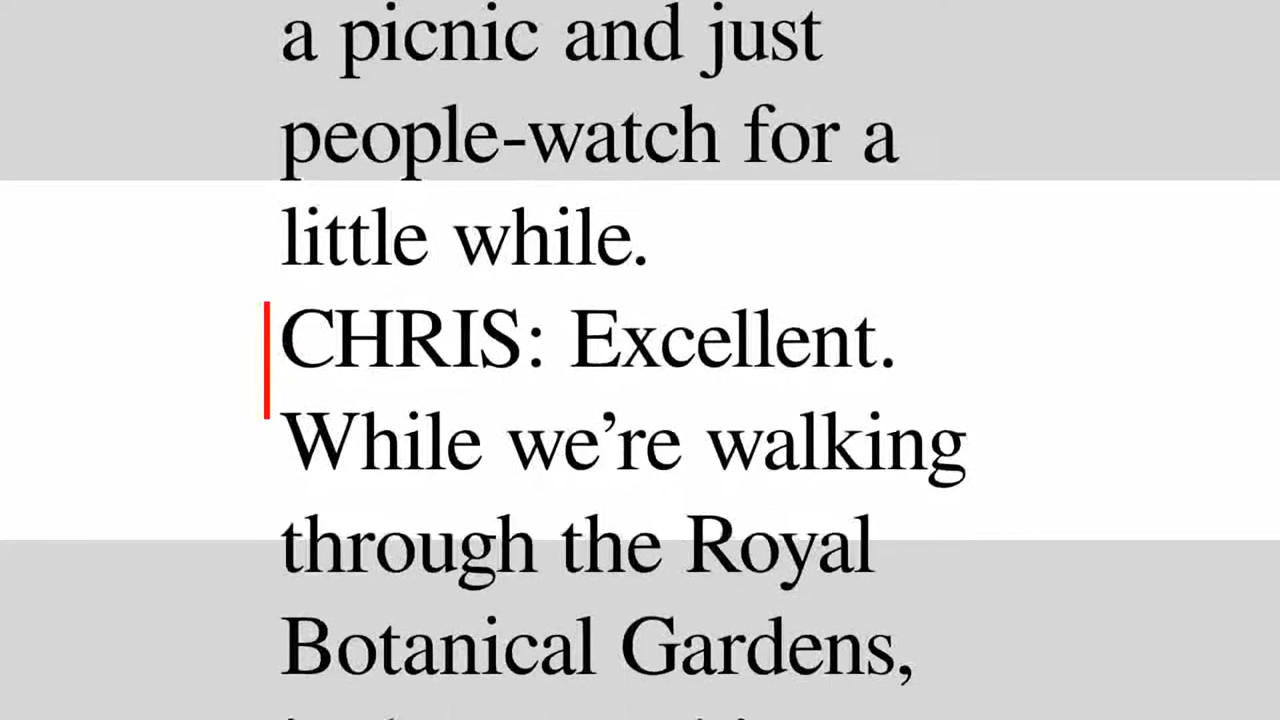 a picnic and just
people-watch for a
little while.
CHRIS: Excellent.
While we’re walking
through the Royal
Botanical Gardens,